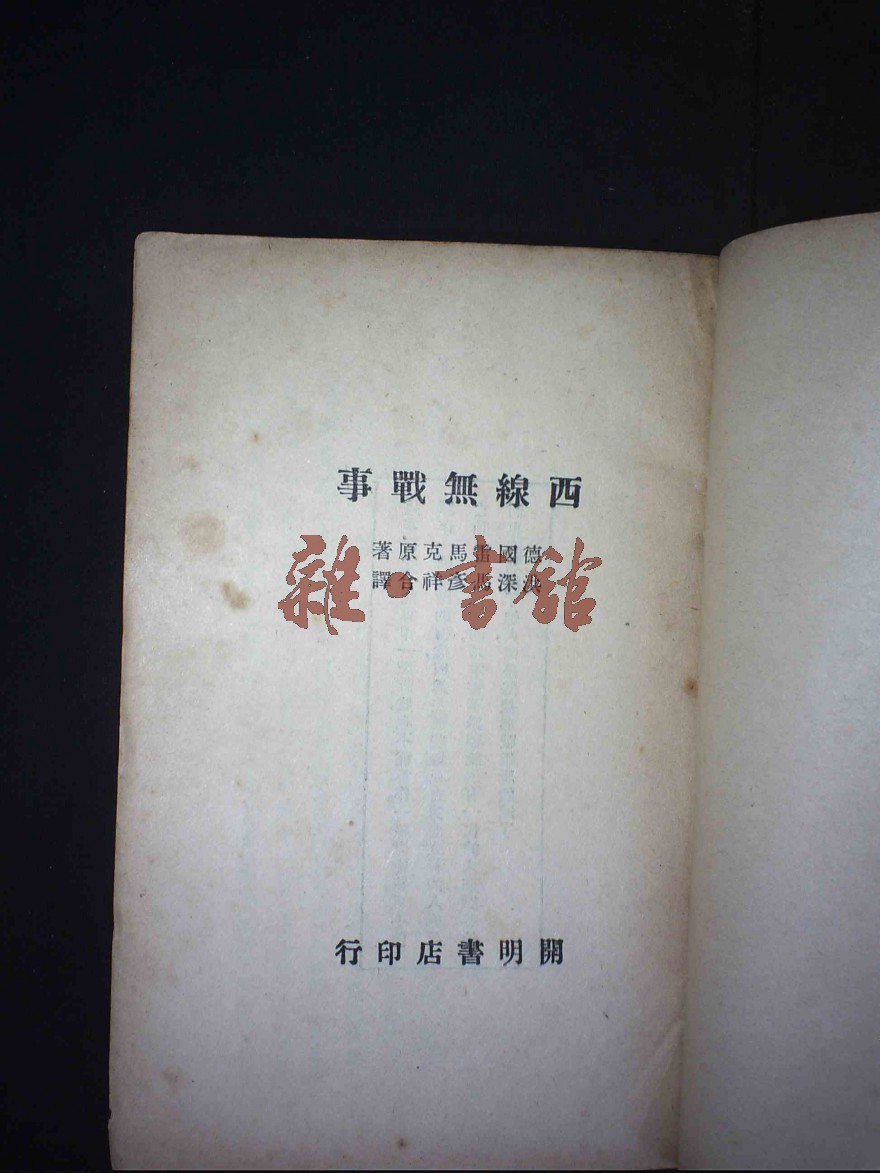 西線無戰事
德國雷馬克原著
洪深馬彥祥合譯
雜·書館
開明書店印行